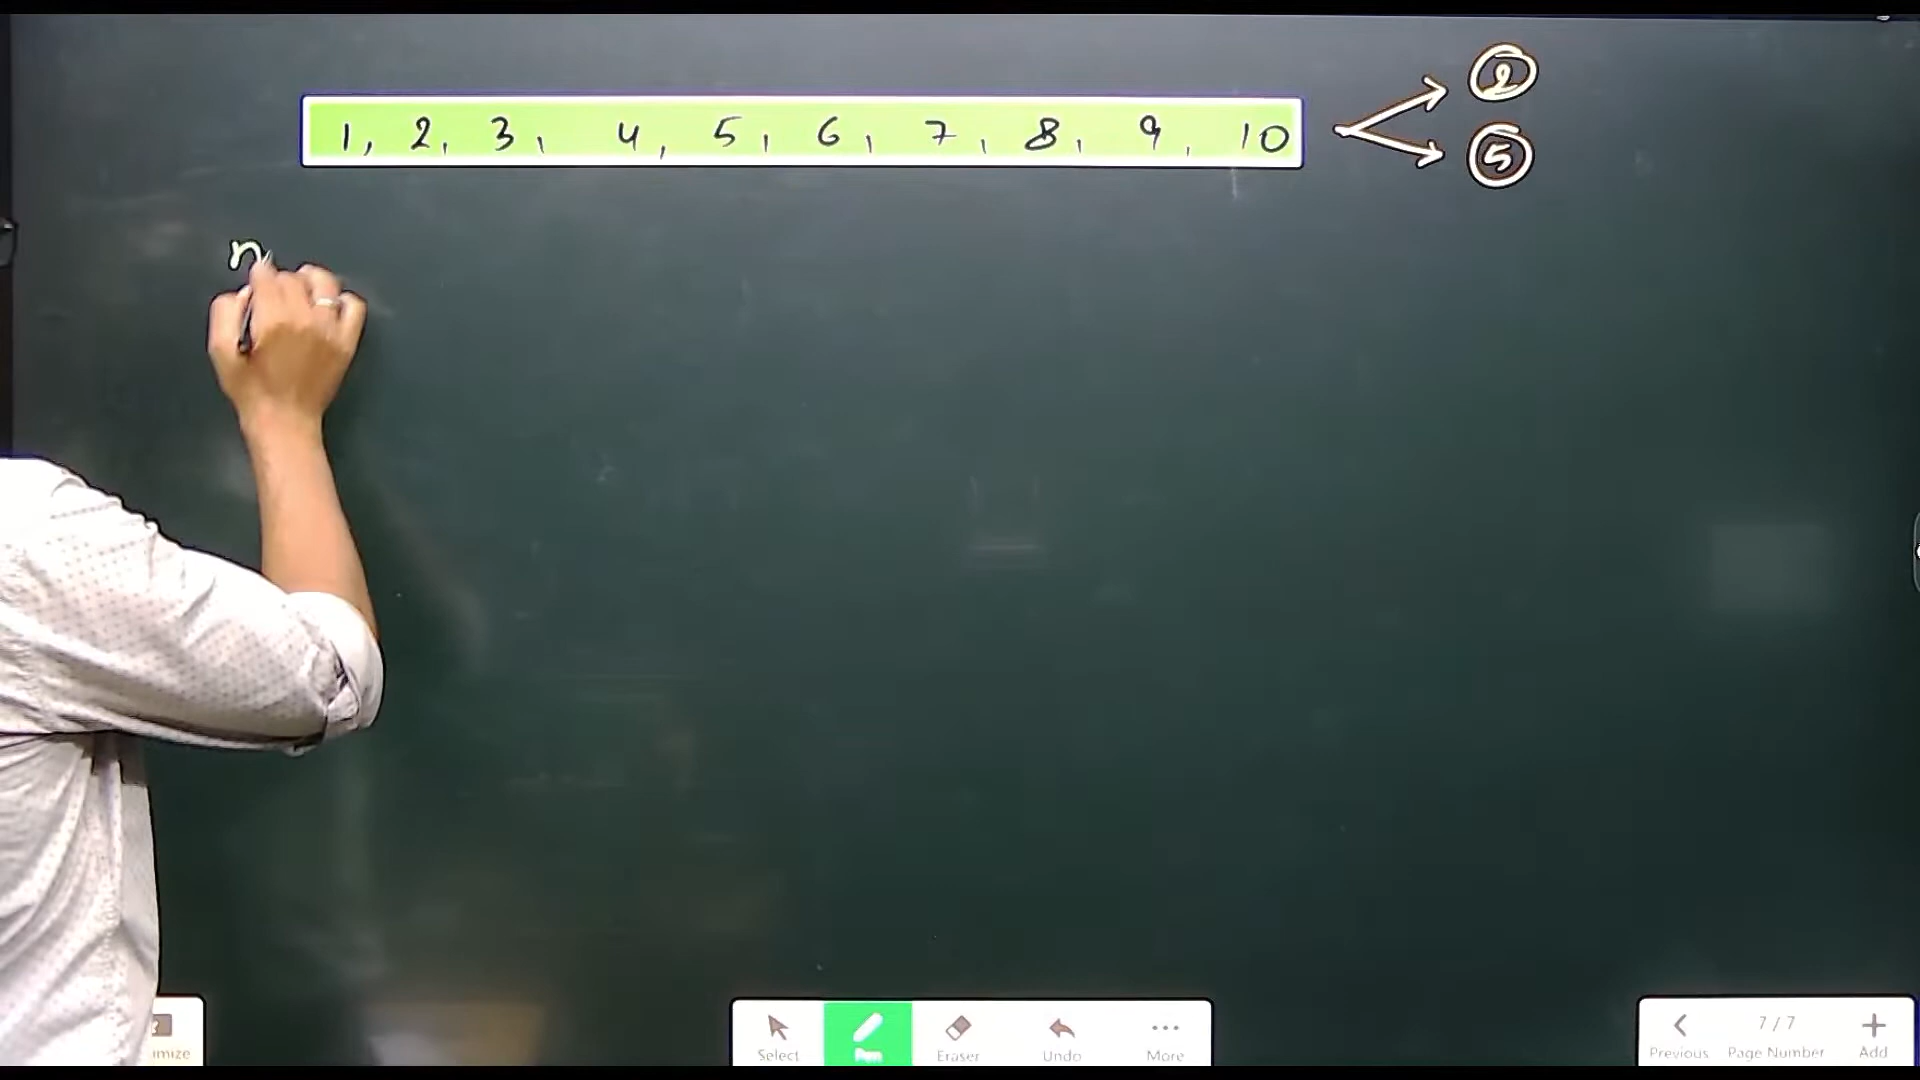 1, 2, 3, 4, 5, 6, 7, 8, 9, 10
2
5
n
Select
Pen
Eraser
Undo
More
7 / 7
Previous
Page Number
Add